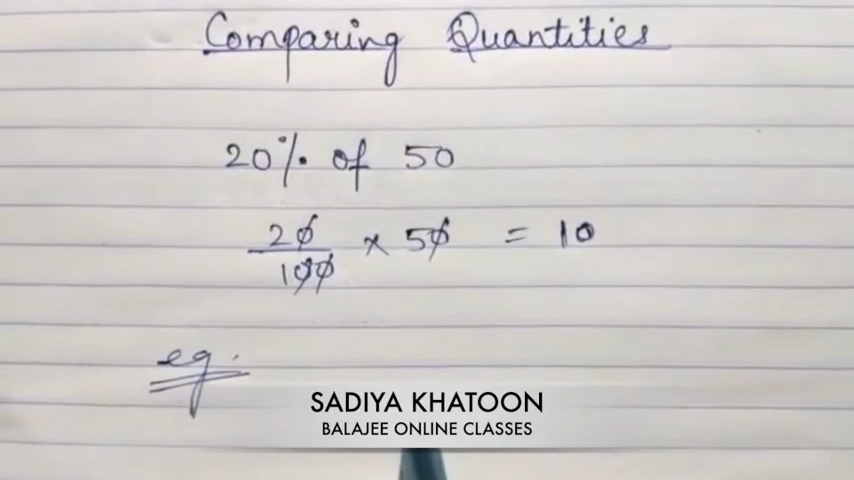 Comparing Quantities
20% of 50
20/100 × 50 = 10
eg.
SADIYA KHATOON
BALAJEE ONLINE CLASSES